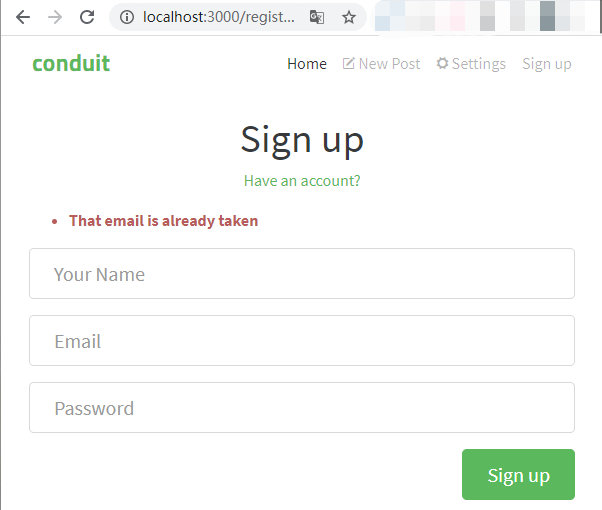 localhost:3000/regist...
conduit Home New Post Settings Sign up
Sign up
Have an account?
• That email is already taken
Your Name
Email
Password
Sign up